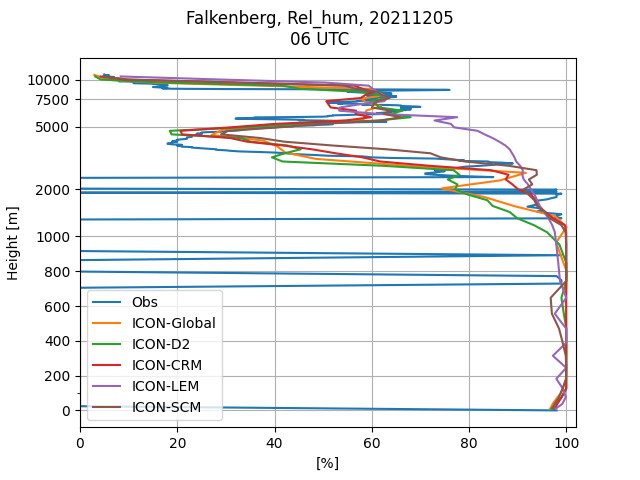 Falkenberg, Rel_hum, 20211205
06 UTC
10000
7500
5000
2000
1000
800
600
400
200
0
Height [m]
Obs
ICON-Global
ICON-D2
ICON-CRM
ICON-LEM
ICON-SCM
0 20 40 60 80 100
[%]